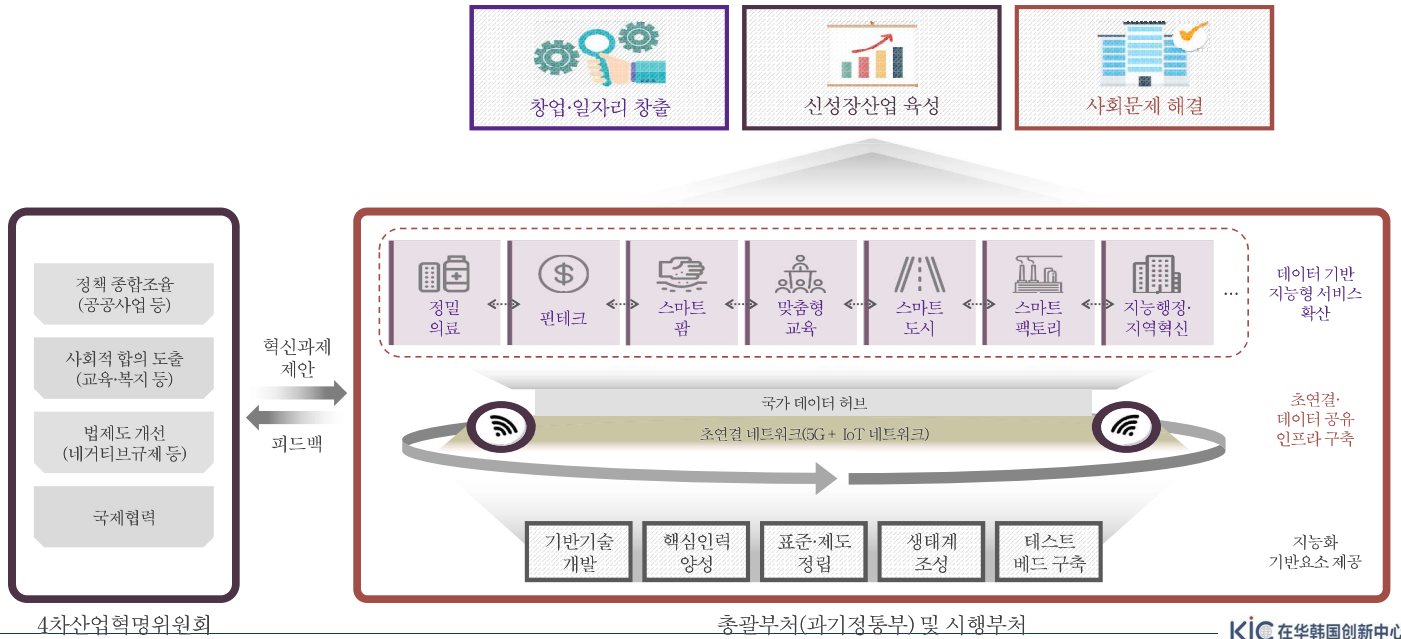 창업·일자리 창출
신성장산업 육성
사회문제 해결
정책 종합조율
(공공사업 등)
사회적 합의 도출
(교육·복지 등)
법제도 개선
(네거티브규제 등)
국제협력
4차산업혁명위원회
혁신과제
제안
피드백
정밀
의료
핀테크
스마트
팜
맞춤형
교육
스마트
도시
스마트
팩토리
지능행정·
지역혁신
...
데이터 기반
지능형 서비스
확산
국가 데이터 허브
초연결 네트워크(5G + IoT 네트워크)
초연결·
데이터 공유
인프라 구축
기반기술
개발
핵심인력
양성
표준·제도
정립
생태계
조성
테스트
베드 구축
지능화
기반요소 제공
총괄부처(과기정통부) 및 시행부처
KIC 在华韩国创新中心